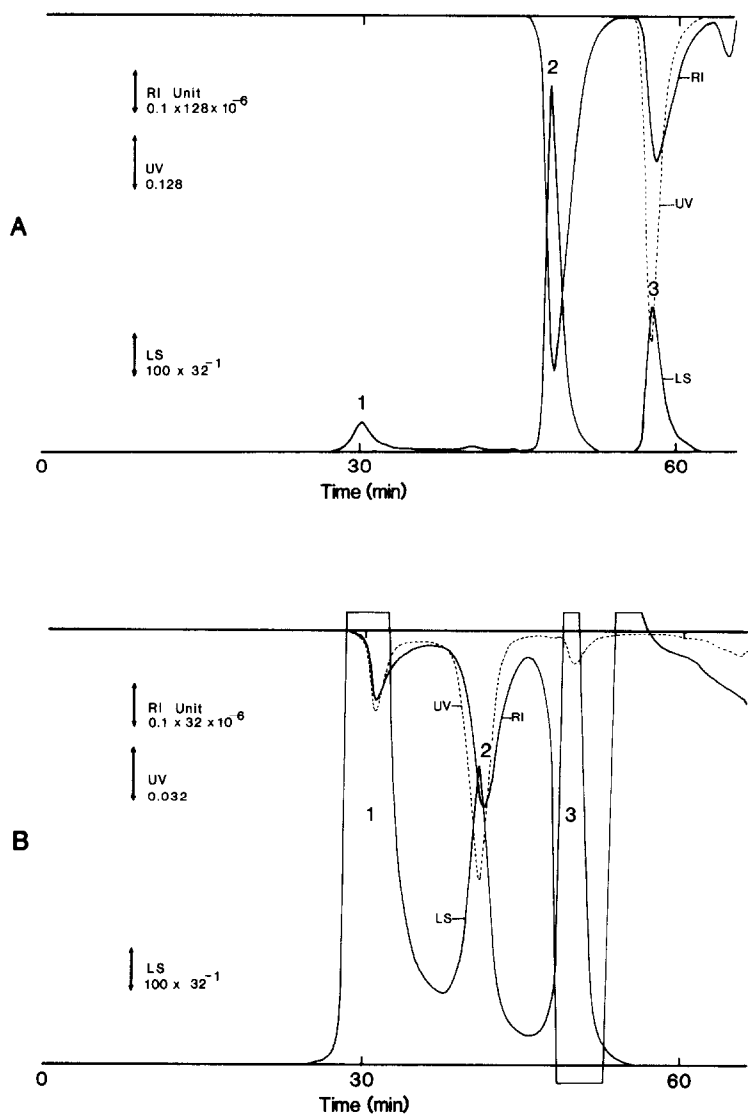 A
RI Unit
0.1 x 128 x 10⁻⁶
UV
0.128
LS
100 x 32⁻¹
1
2
3
RI
UV
LS
0 30 60
Time (min)
B
RI Unit
0.1 x 32 x 10⁻⁶
UV
0.032
LS
100 x 32⁻¹
1
UV
2
RI
3
LS
0 30 60
Time (min)